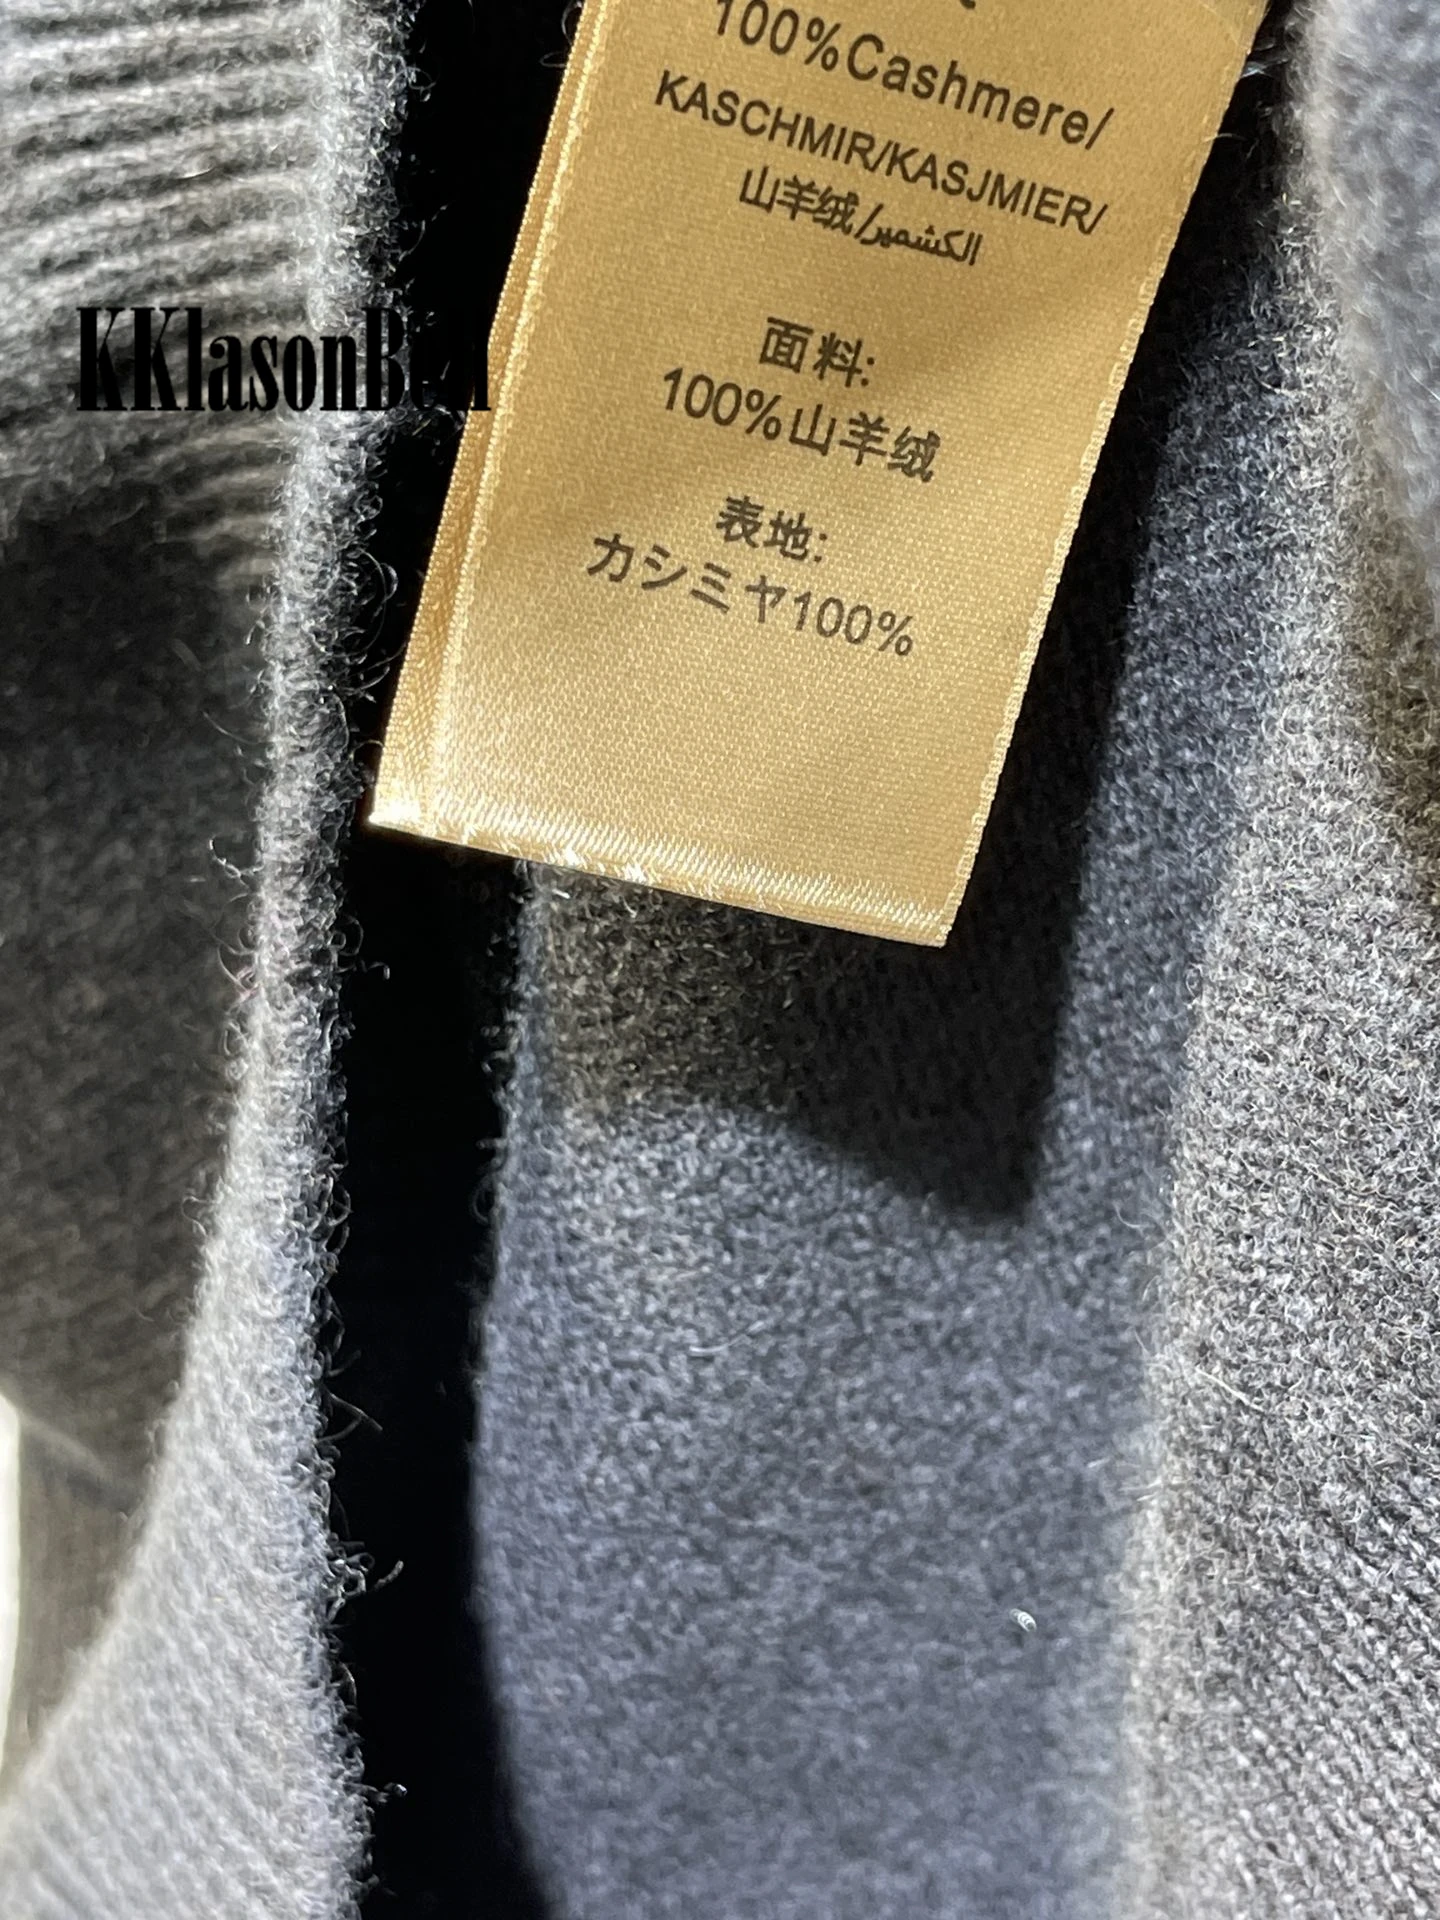 100%Cashmere/
KASCHMIR/KASJMIER/
山羊绒/الكشمير
面料:
100%山羊绒
表地:
カシミヤ100%